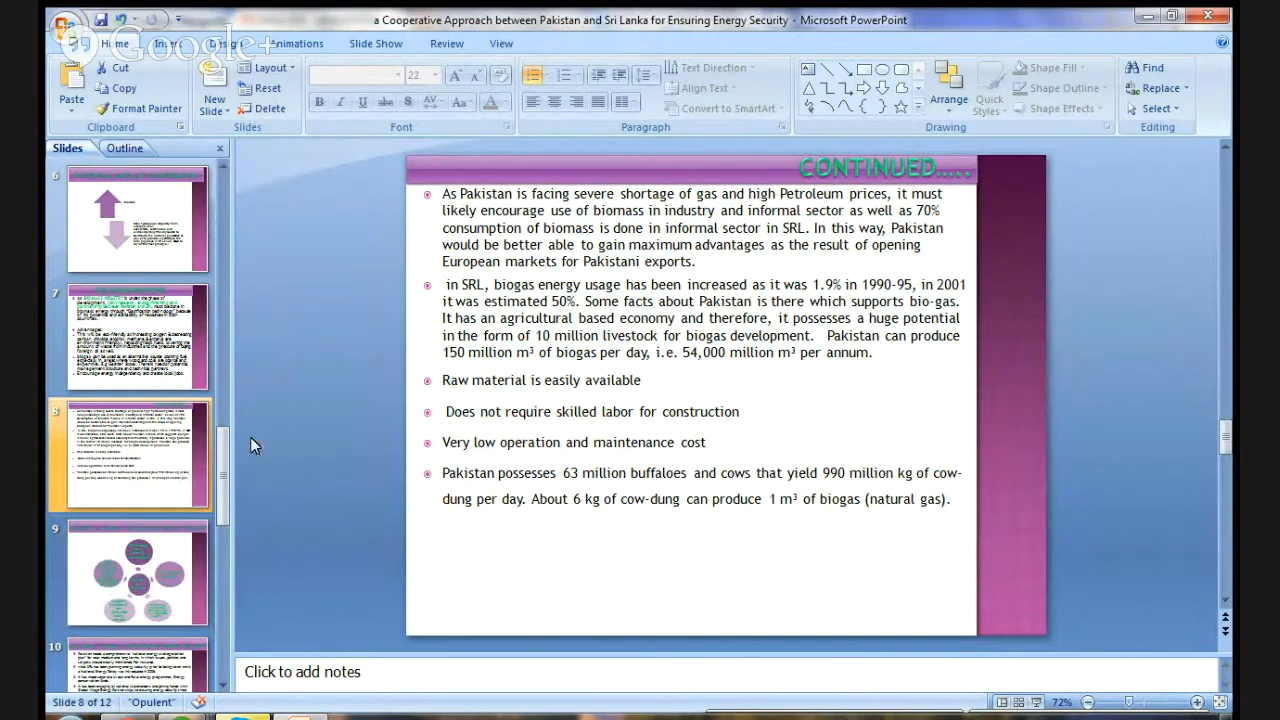 a Cooperative Approach between Pakistan and Sri Lanka for Ensuring Energy Security - Microsoft PowerPoint
Google+
Home Insert Design Animations Slide Show Review View
Cut
Copy
Format Painter
Paste
Clipboard
New
Slide
Layout
Reset
Delete
Slides
22
Font
Text Direction
Align Text
Convert to SmartArt
Paragraph
Arrange
Quick
Styles
Shape Fill
Shape Outline
Shape Effects
Drawing
Find
Replace
Select
Editing
Slides Outline
6
7
8
9
10
CONTINUED.....
As Pakistan is facing severe shortage of gas and high Petroleum prices, it must
likely encourage use of biomass in industry and informal sector as well as 70%
consumption of biomass is done in informal sector in SRL. In this way, Pakistan
would be better able to gain maximum advantages as the result of opening
European markets for Pakistani exports.
in SRL, biogas energy usage has been increased as it was 1.9% in 1990-95, in 2001
it was estimated 50%. Some facts about Pakistan is there which supports bio-gas.
It has an agricultural based economy and therefore, it possesses a huge potential
in the form of 10 million livestock for biogas development. Pakistan can produce
150 million m³ of biogas per day, i.e. 54,000 million m³ per annum.
Raw material is easily available
Does not require skilled labor for construction
Very low operation and maintenance cost
Pakistan possesses 63 million buffaloes and cows that yield 990 million kg of cow-
dung per day. About 6 kg of cow-dung can produce 1 m³ of biogas (natural gas).
Click to add notes
Slide 8 of 12 "Opulent" 72%